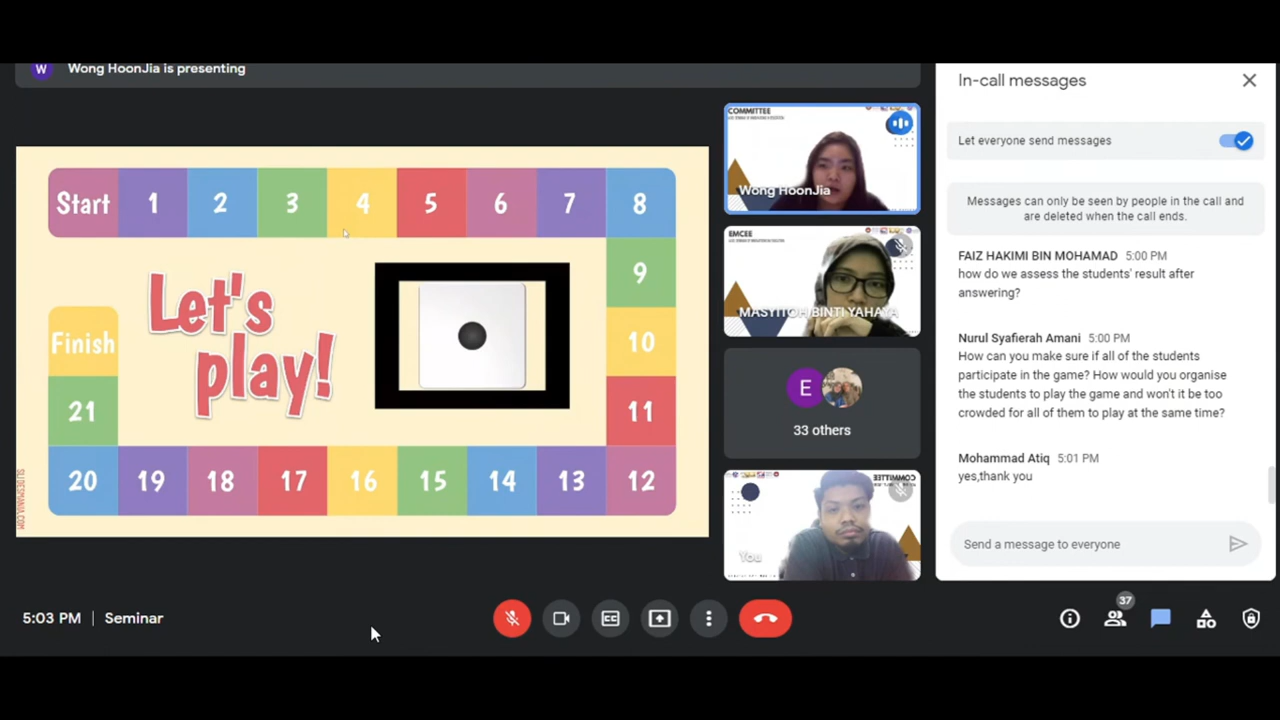 W Wong HoonJia is presenting
Start 1 2 3 4 5 6 7 8
9
Let's
play!
Finish
10
21
11
20 19 18 17 16 15 14 13 12
SLIDESMANIA.COM
COMMITTEE
Wong HoonJia
EMCEE
MASYITOH BINTI YAHAYA
E
33 others
COMMITTEE
You
In-call messages
Let everyone send messages
Messages can only be seen by people in the call and
are deleted when the call ends.
FAIZ HAKIMI BIN MOHAMAD 5:00 PM
how do we assess the students' result after
answering?
Nurul Syafierah Amani 5:00 PM
How can you make sure if all of the students
participate in the game? How would you organise
the students to play the game and won't it be too
crowded for all of them to play at the same time?
Mohammad Atiq 5:01 PM
yes,thank you
Send a message to everyone
5:03 PM | Seminar
CC
37